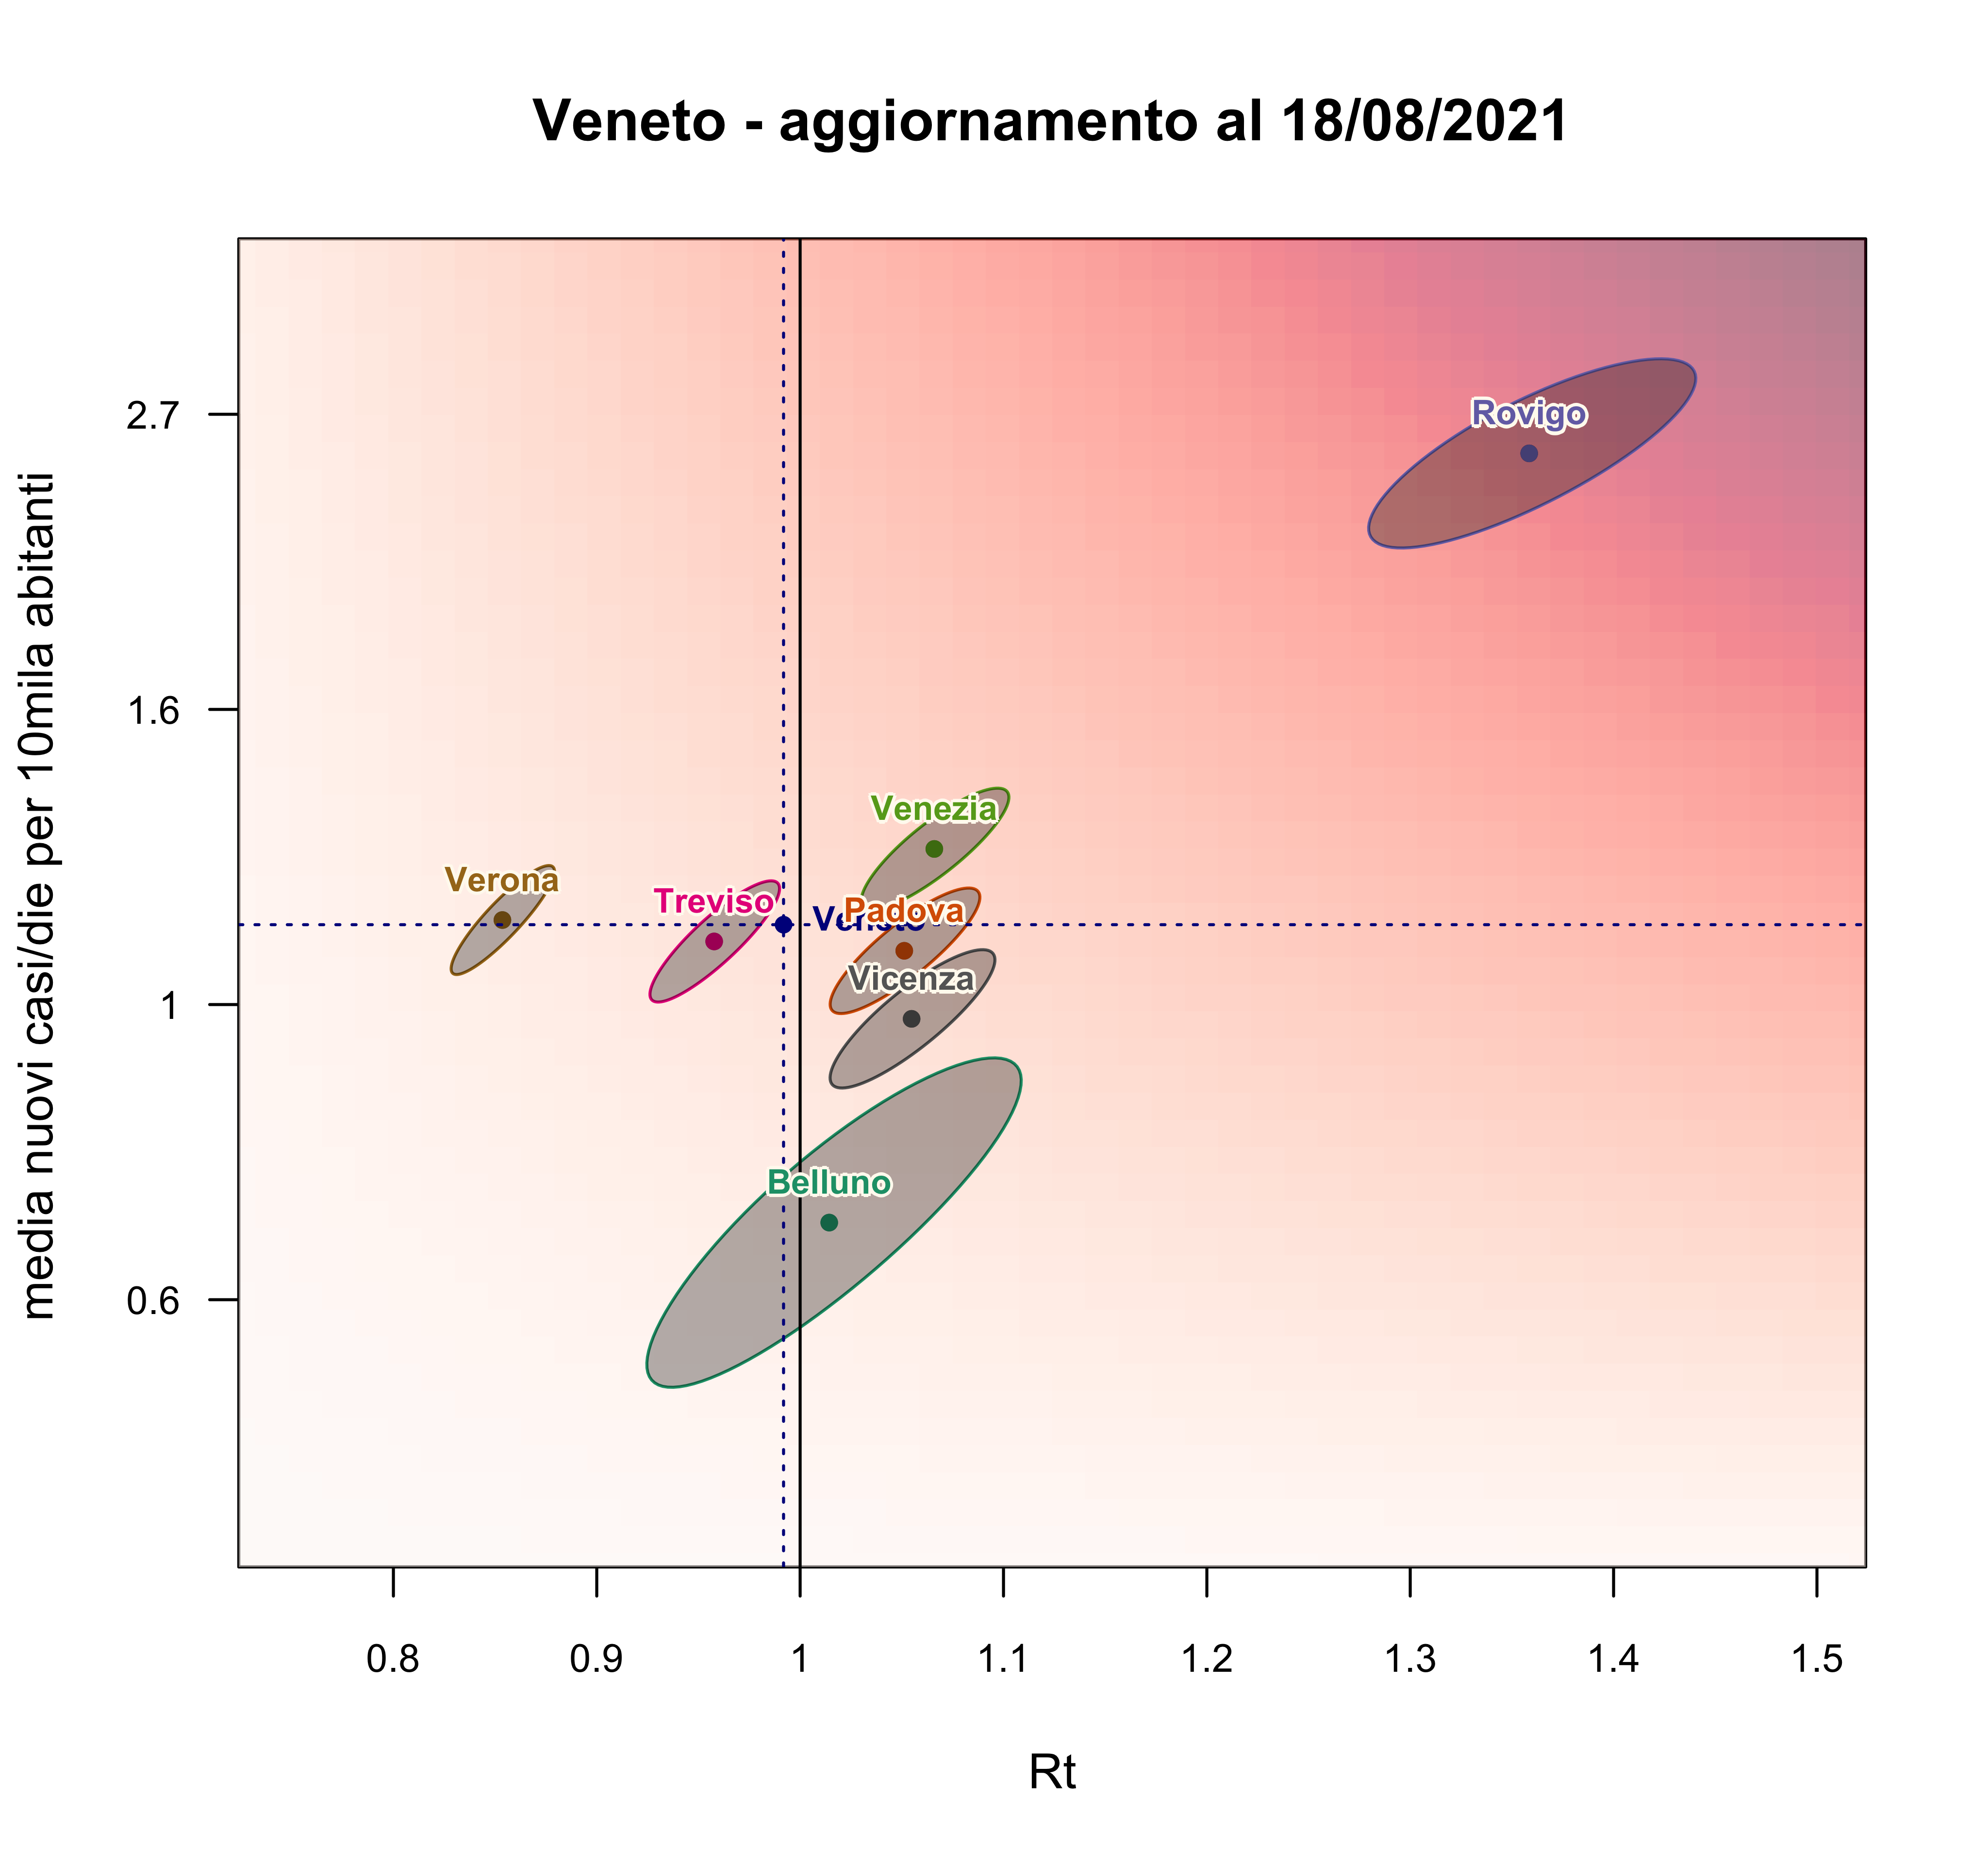 Veneto - aggiornamento al 18/08/2021
media nuovi casi/die per 10mila abitanti
2.7
1.6
1
0.6
Rovigo
Venezia
Verona
Treviso
Veneto
Padova
Vicenza
Belluno
0.8 0.9 1 1.1 1.2 1.3 1.4 1.5
Rt